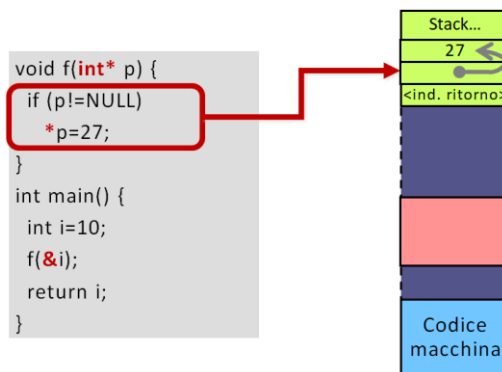 void f(int* p) {
if (p!=NULL)
*p=27;
}
int main() {
int i=10;
f(&i);
return i;
}
Stack...
27
<ind. ritorno>
Codice
macchina